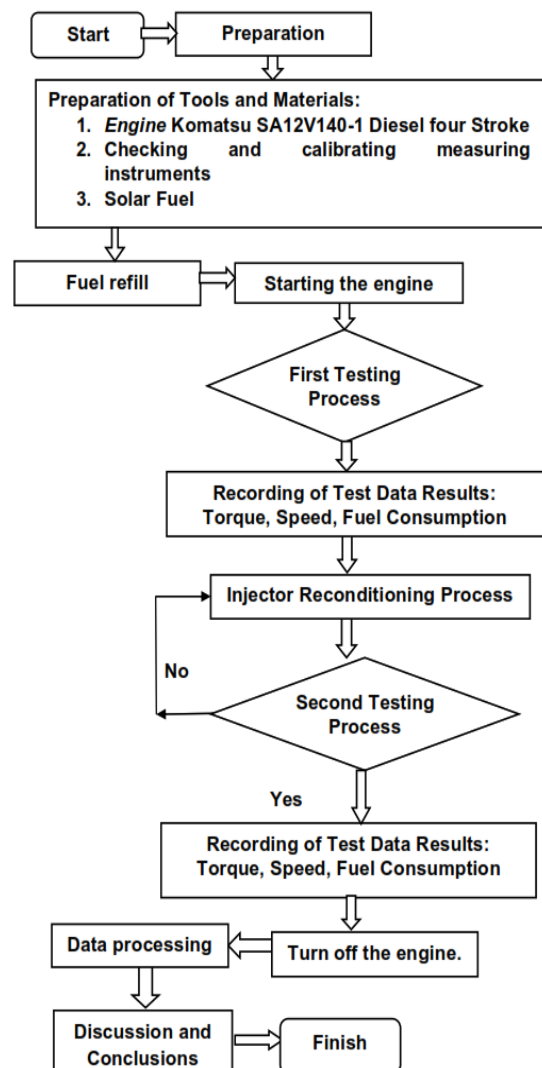 Start
Preparation
Preparation of Tools and Materials:
1. Engine Komatsu SA12V140-1 Diesel four Stroke
2. Checking and calibrating measuring
instruments
3. Solar Fuel
Fuel refill
Starting the engine
First Testing
Process
Recording of Test Data Results:
Torque, Speed, Fuel Consumption
Injector Reconditioning Process
No
Second Testing
Process
Yes
Recording of Test Data Results:
Torque, Speed, Fuel Consumption
Data processing
Turn off the engine.
Discussion and
Conclusions
Finish